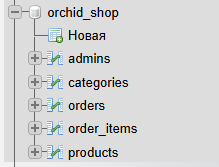 orchid_shop
Новая
admins
categories
orders
order_items
products